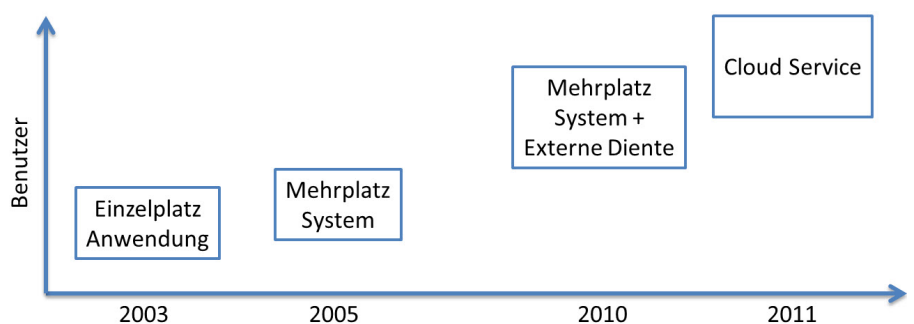 Benutzer
Cloud Service
Mehrplatz
System +
Externe Diente
Mehrplatz
System
Einzelplatz
Anwendung
2003
2005
2010
2011